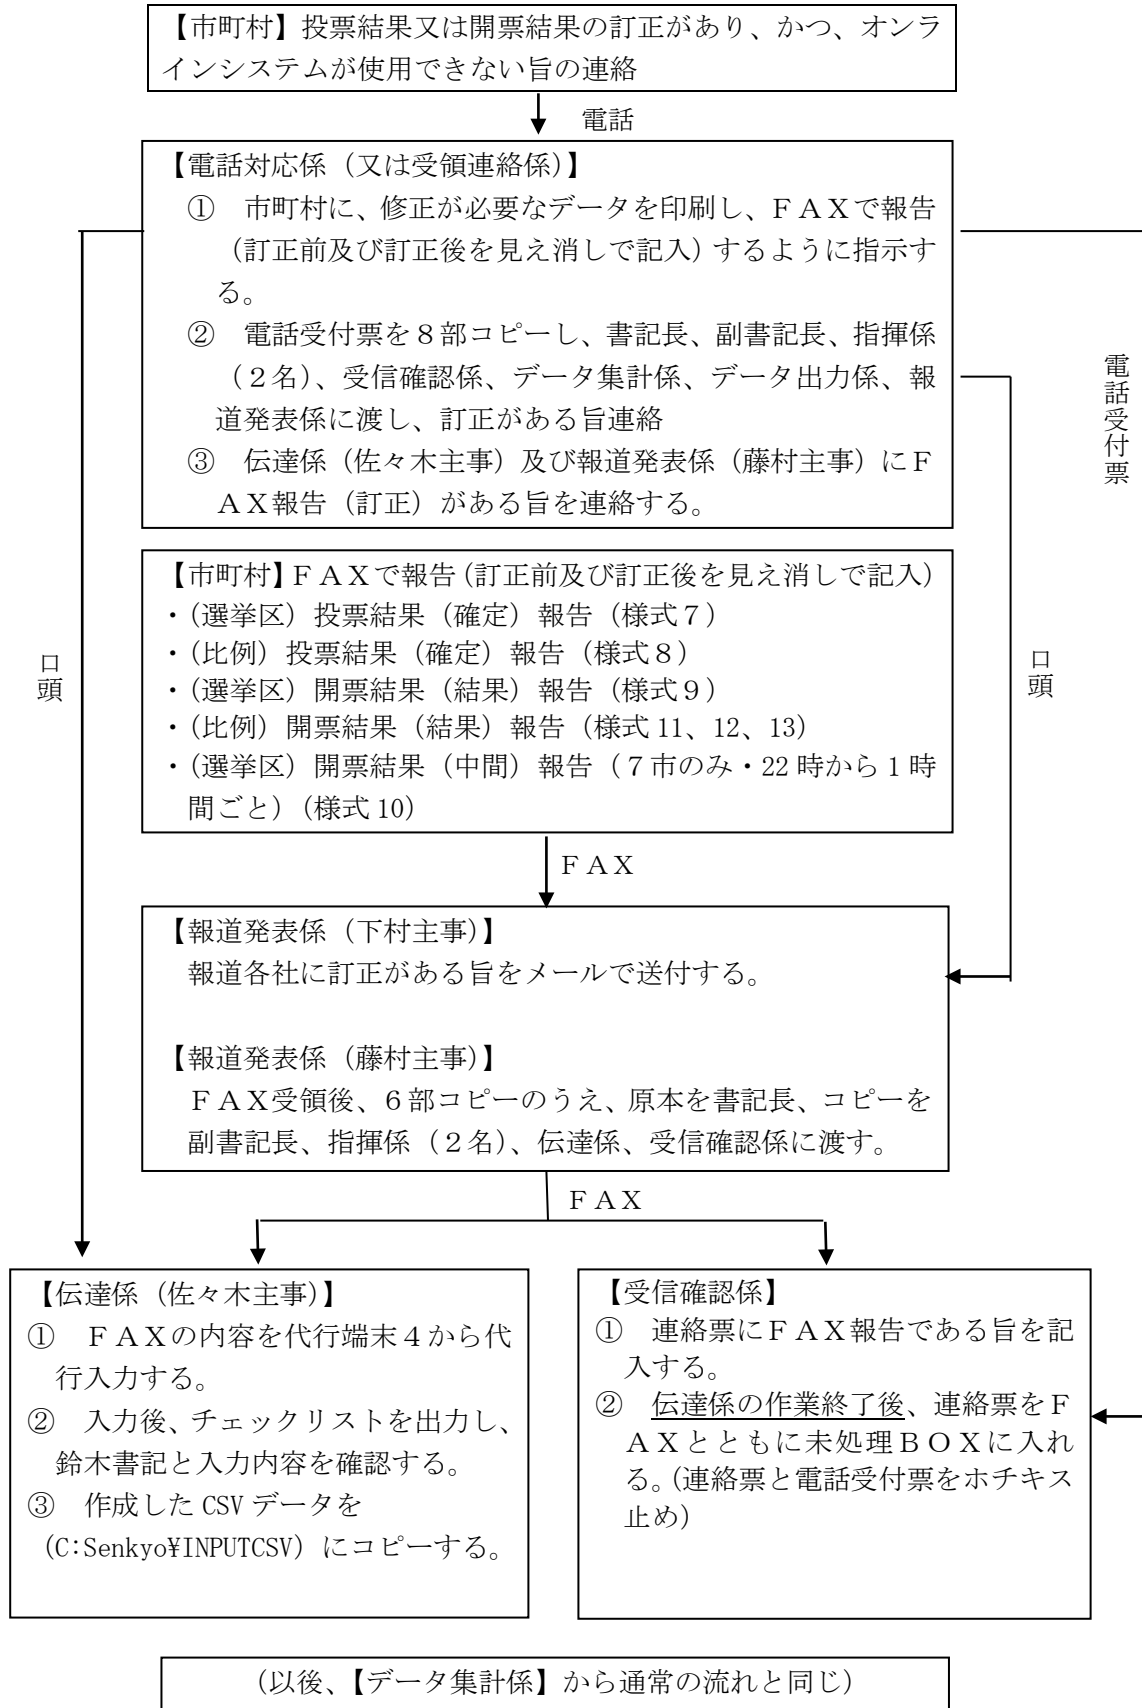 【市町村】投票結果又は開票結果の訂正があり、かつ、オンラ
インシステムが使用できない旨の連絡
電話
【電話対応係（又は受領連絡係）】
①　市町村に、修正が必要なデータを印刷し、ＦＡＸで報告
（訂正前及び訂正後を見え消しで記入）するように指示す
る。
②　電話受付票を８部コピーし、書記長、副書記長、指揮係
（２名）、受信確認係、データ集計係、データ出力係、報
道発表係に渡し、訂正がある旨連絡
③　伝達係（佐々木主事）及び報道発表係（藤村主事）にＦ
ＡＸ報告（訂正）がある旨を連絡する。
電話受付票
【市町村】ＦＡＸで報告（訂正前及び訂正後を見え消しで記入）
・（選挙区）投票結果（確定）報告（様式７）
・（比例）投票結果（確定）報告（様式８）
・（選挙区）開票結果（結果）報告（様式９）
・（比例）開票結果（結果）報告（様式 11、12、13）
・（選挙区）開票結果（中間）報告（７市のみ・22 時から 1 時
間ごと）（様式 10）
口頭
口頭
ＦＡＸ
【報道発表係（下村主事）】
報道各社に訂正がある旨をメールで送付する。
【報道発表係（藤村主事）】
ＦＡＸ受領後、６部コピーのうえ、原本を書記長、コピーを
副書記長、指揮係（２名）、伝達係、受信確認係に渡す。
ＦＡＸ
【伝達係（佐々木主事）】
①　ＦＡＸの内容を代行端末４から代
行入力する。
②　入力後、チェックリストを出力し、
鈴木書記と入力内容を確認する。
③　作成した CSV データを
（C:Senkyo¥INPUTCSV）にコピーする。
【受信確認係】
①　連絡票にＦＡＸ報告である旨を記
入する。
②　伝達係の作業終了後、連絡票をＦ
ＡＸとともに未処理ＢＯＸに入れ
る。（連絡票と電話受付票をホチキス
止め）
（以後、【データ集計係】から通常の流れと同じ）